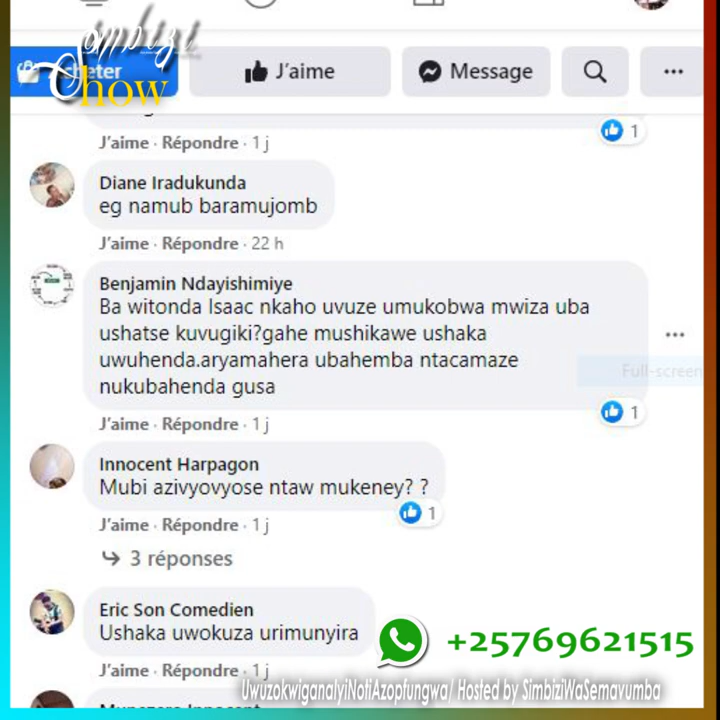 Simbizi
Show
J'aime
Message
J'aime · Répondre · 1 j
1
Diane Iradukunda
eg namub baramujomb
J'aime · Répondre · 22 h
Benjamin Ndayishimiye
Ba witonda Isaac nkaho uvuze umukobwa mwiza uba
ushatse kuvugiki?gahe mushikawe ushaka
uwuhenda.aryamahera ubahemba ntacamaze
nukubahenda gusa
Full-screen
J'aime · Répondre · 1 j
1
Innocent Harpagon
Mubi azivyovyose ntaw mukeney? ?
J'aime · Répondre · 1 j
1
3 réponses
Eric Son Comedien
Ushaka uwokuza urimunyira
J'aime · Répondre · 1 j
+25769621515
UwuzokwiganaIyiNotiAzopfungwa/ Hosted by SimbiziWaSemavumba